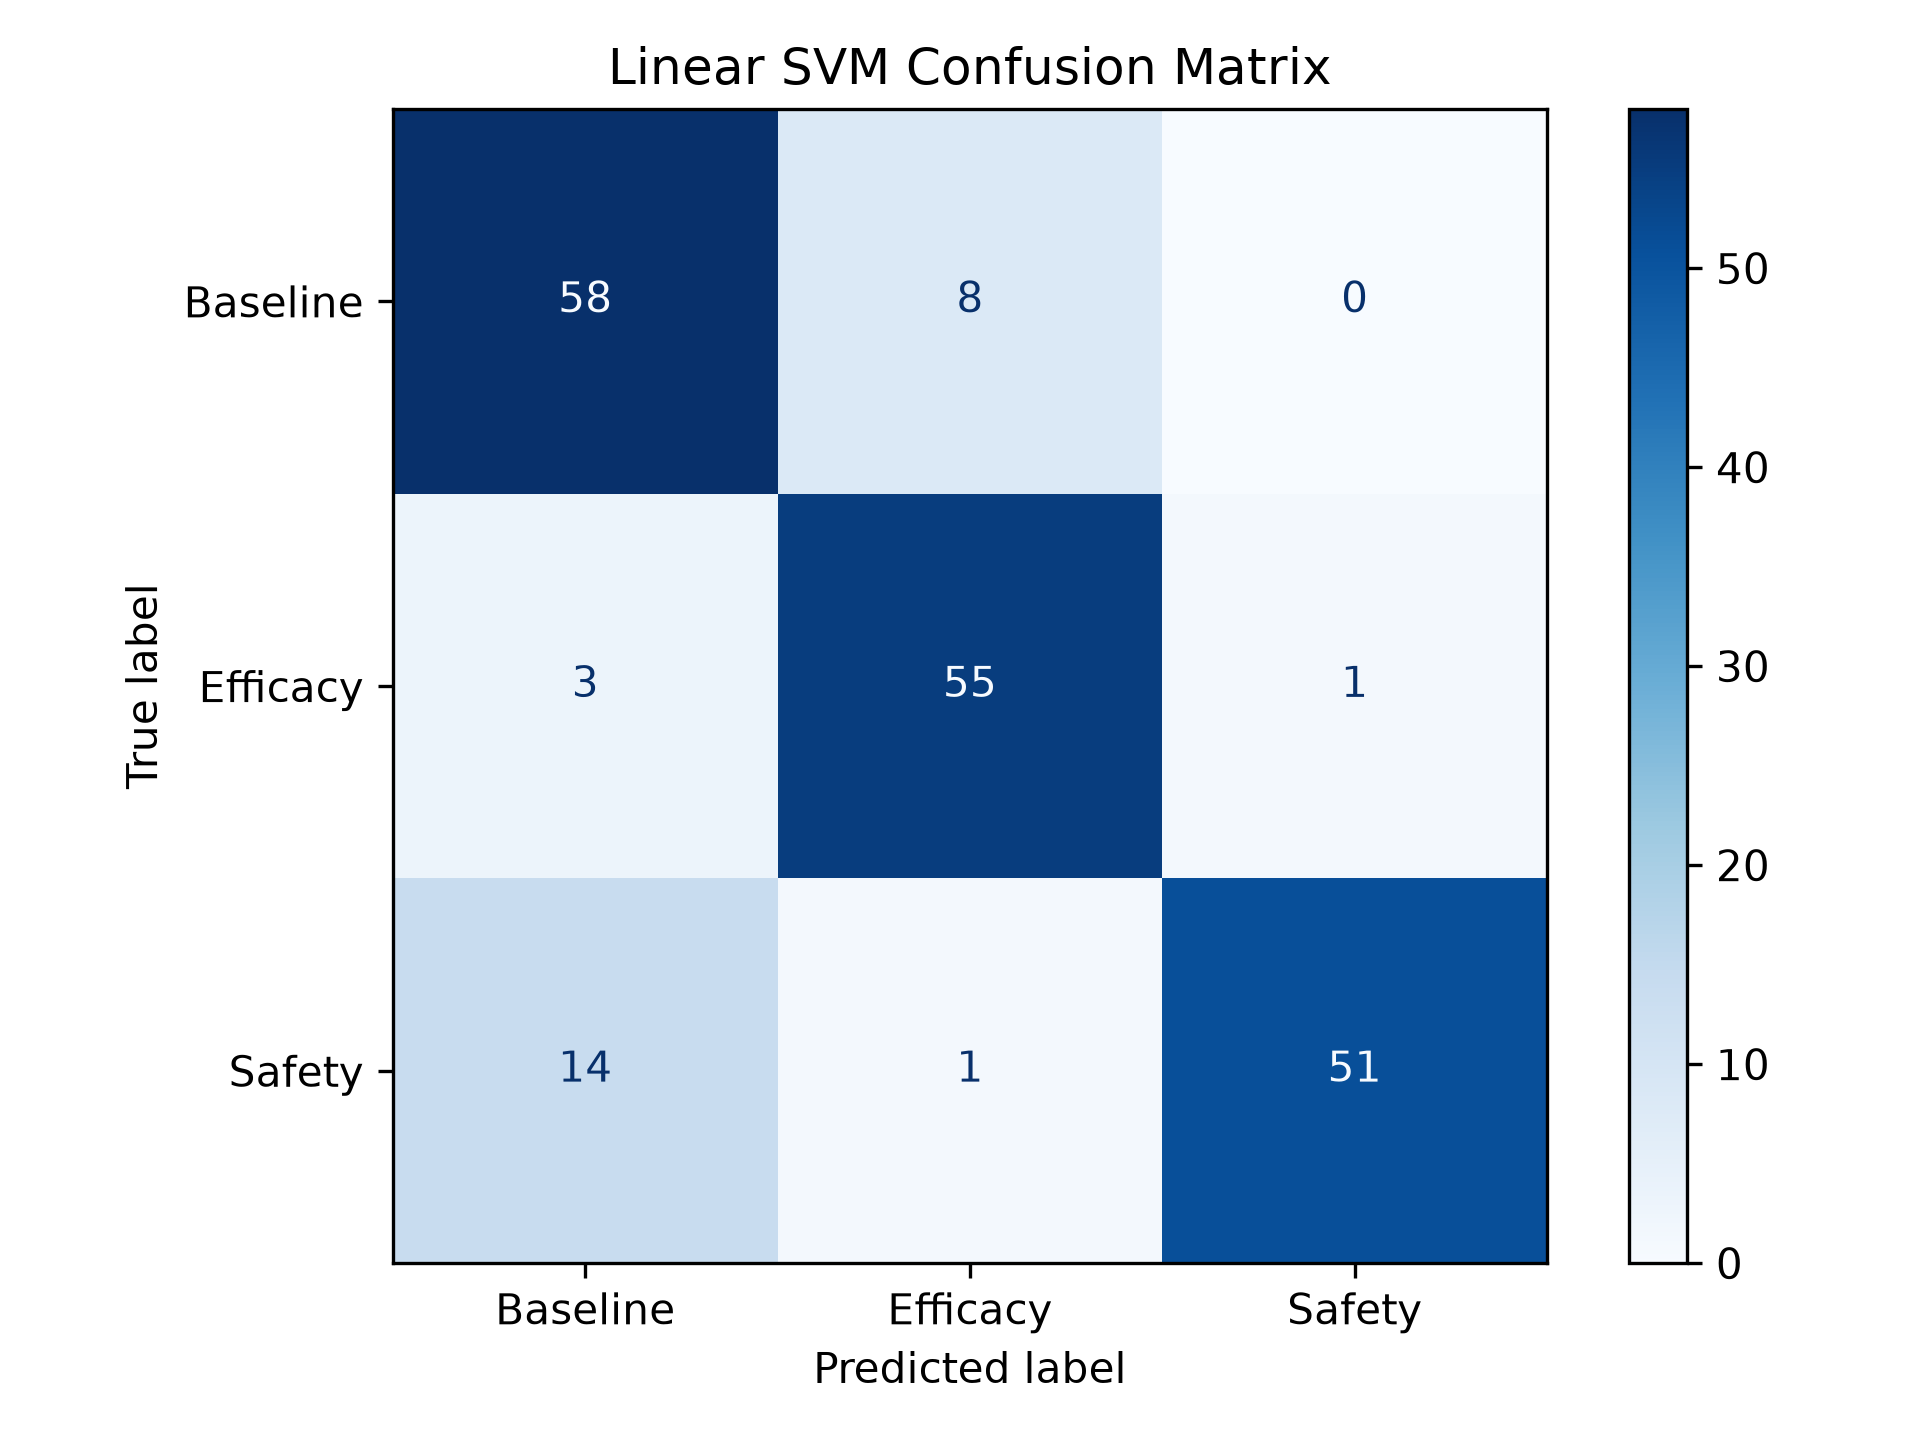 Linear SVM Confusion Matrix
True label
Baseline
58 8 0
Efficacy
3 55 1
Safety
14 1 51
Baseline Efficacy Safety
Predicted label
50
40
30
20
10
0